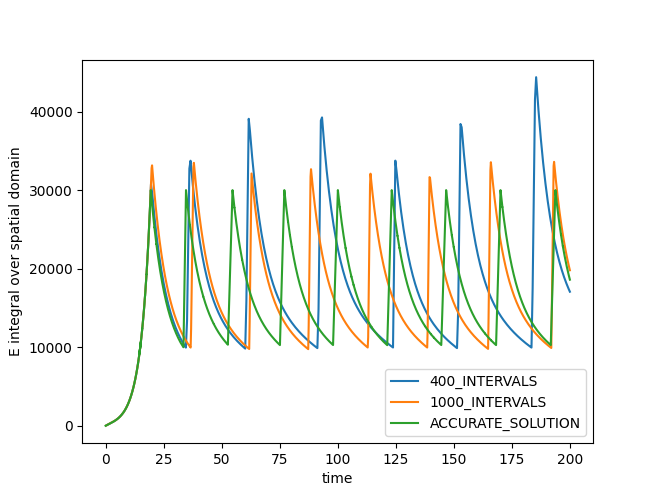 E integral over spatial domain
40000
30000
20000
10000
0
400_INTERVALS
1000_INTERVALS
ACCURATE_SOLUTION
0 25 50 75 100 125 150 175 200
time